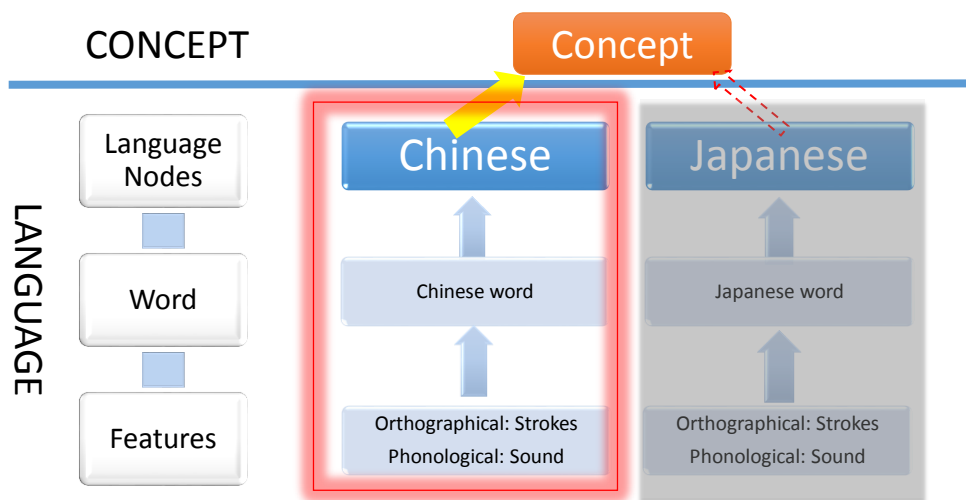 CONCEPT
Concept
LANGUAGE
Language
Nodes
Word
Features
Chinese
Chinese word
Orthographical: Strokes
Phonological: Sound
Japanese
Japanese word
Orthographical: Strokes
Phonological: Sound